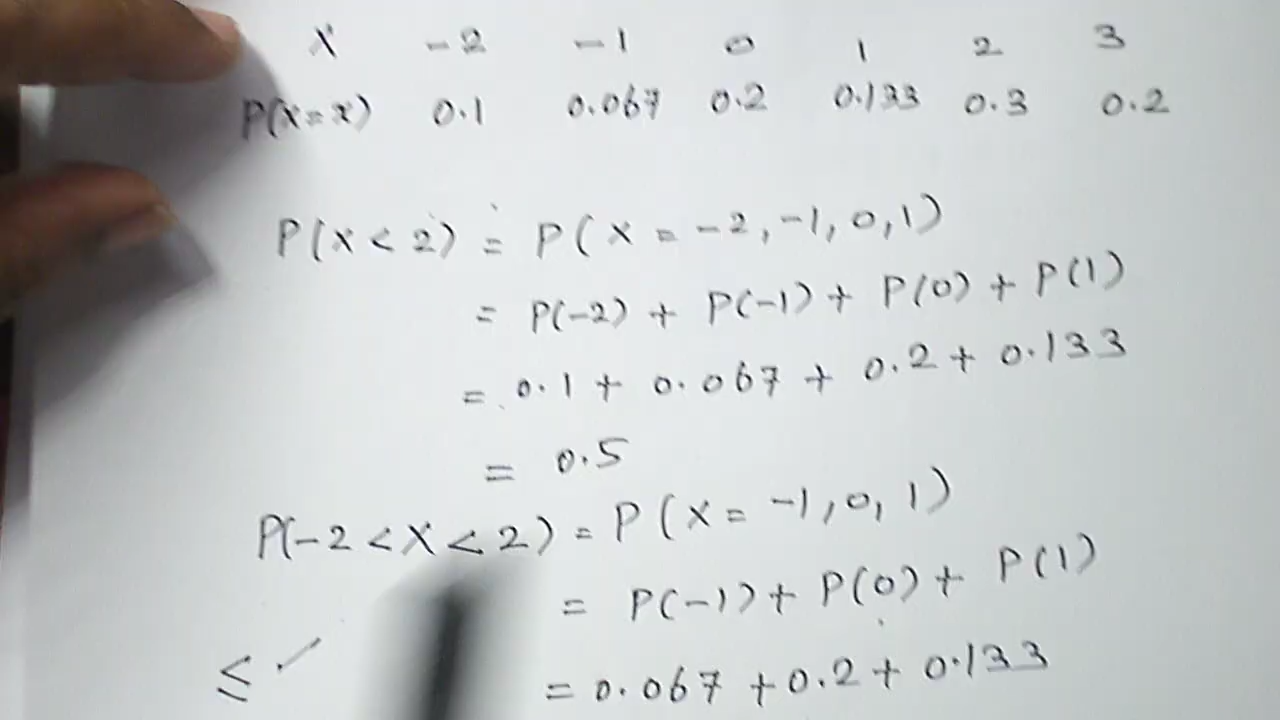 X -2 -1 0 1 2 3
P(X=x) 0.1 0.067 0.2 0.133 0.3 0.2
P(X<2) = P(X = -2, -1, 0, 1)
= P(-2) + P(-1) + P(0) + P(1)
= 0.1 + 0.067 + 0.2 + 0.133
= 0.5
P(-2<X<2) = P(X = -1, 0, 1)
= P(-1) + P(0) + P(1)
≤ ✓
= 0.067 + 0.2 + 0.133